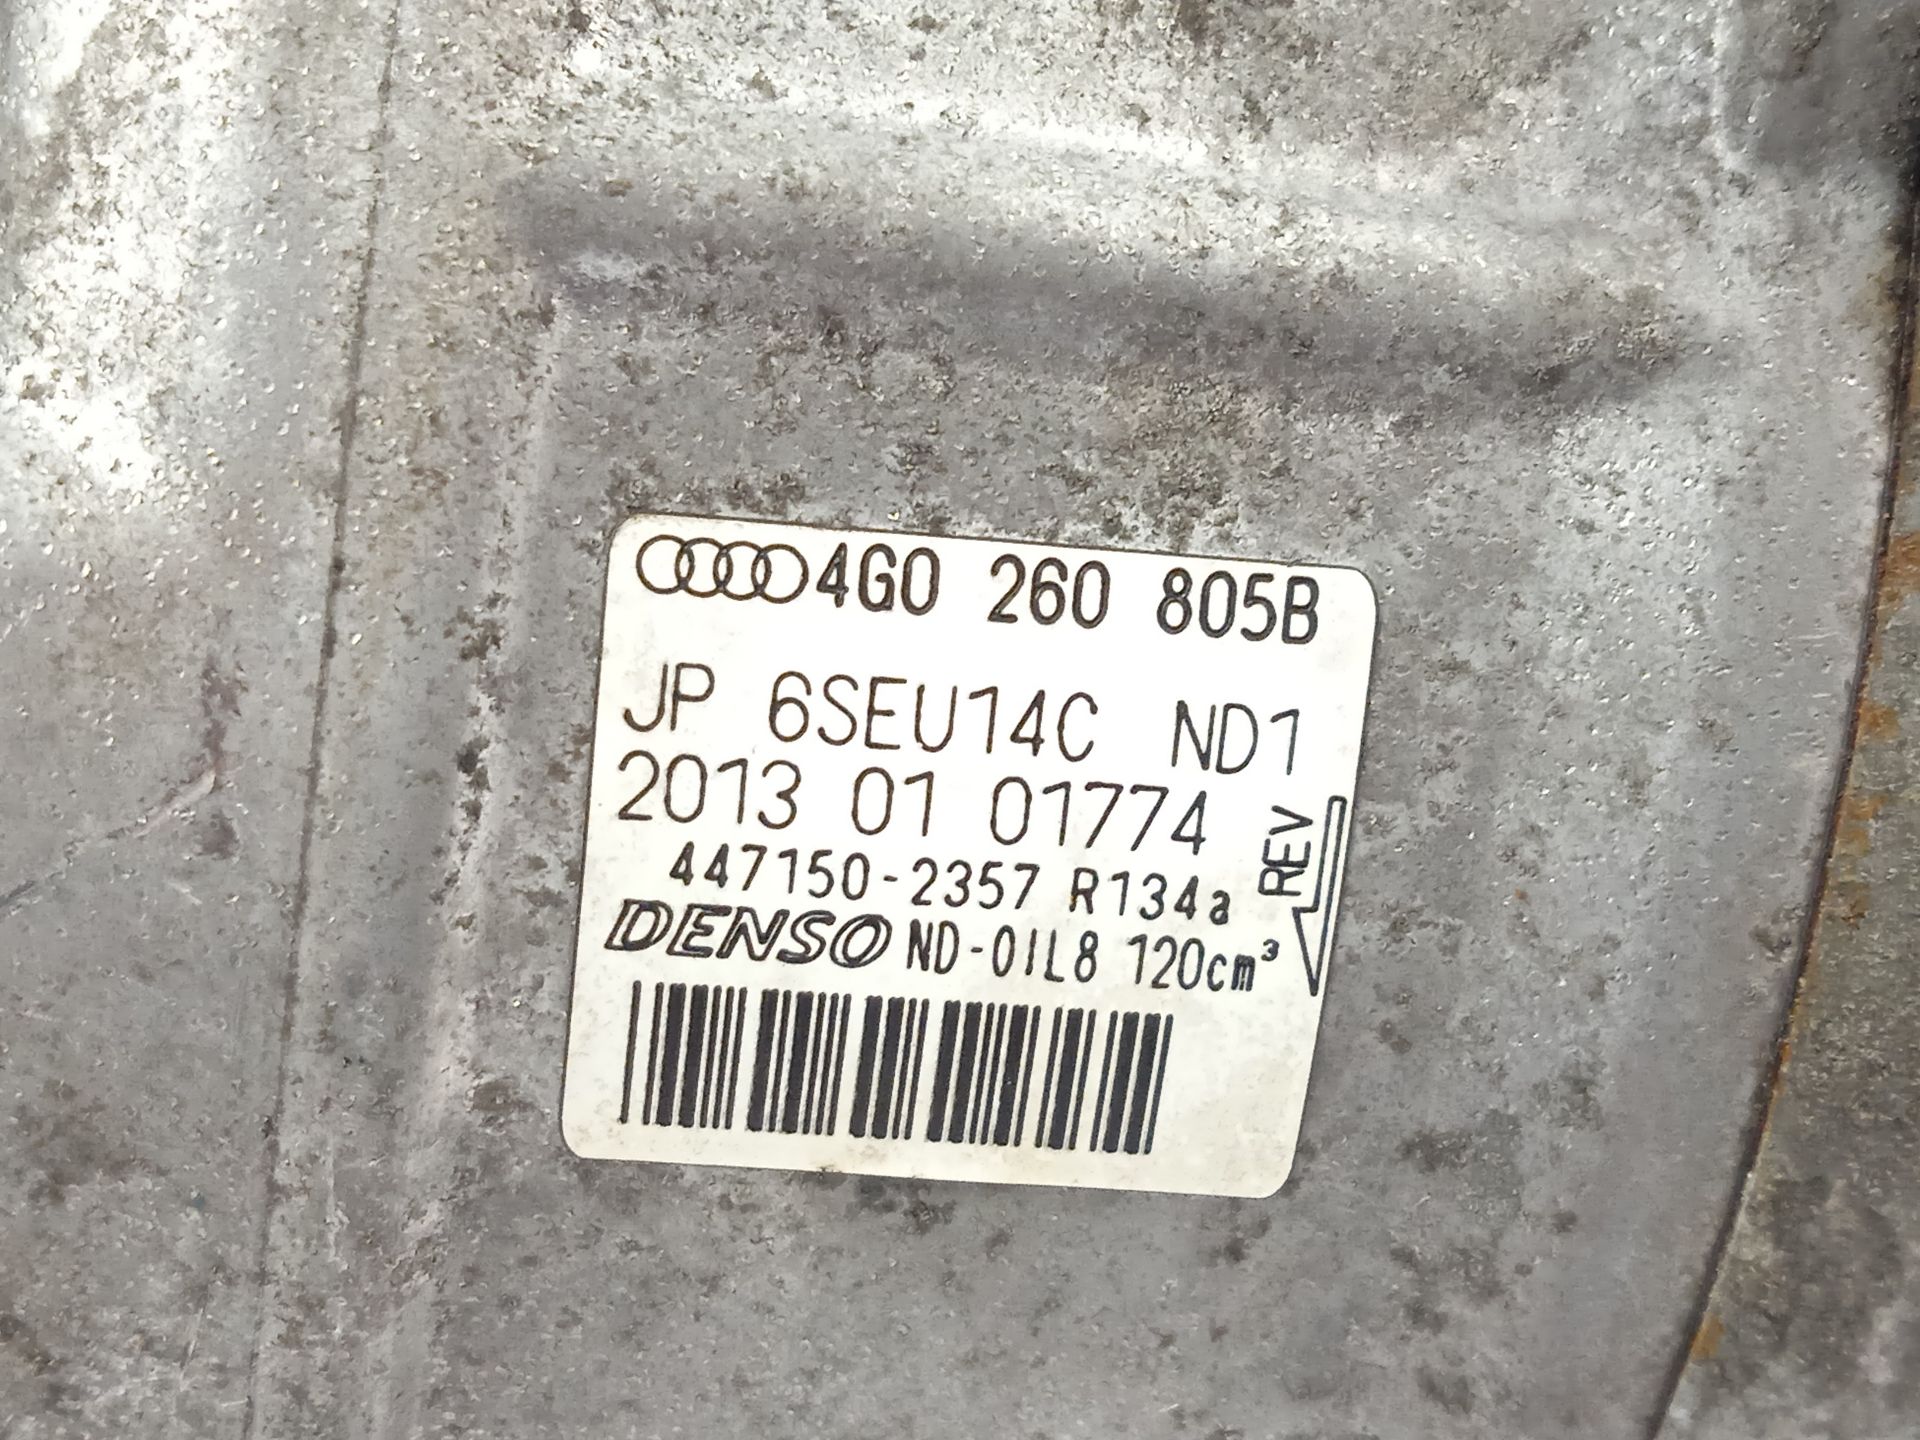 4G0 260 805B
JP 6SEU14C ND1
2013 01 01774
447150-2357 R134a
REV
DENSO ND-OIL8 120cm³